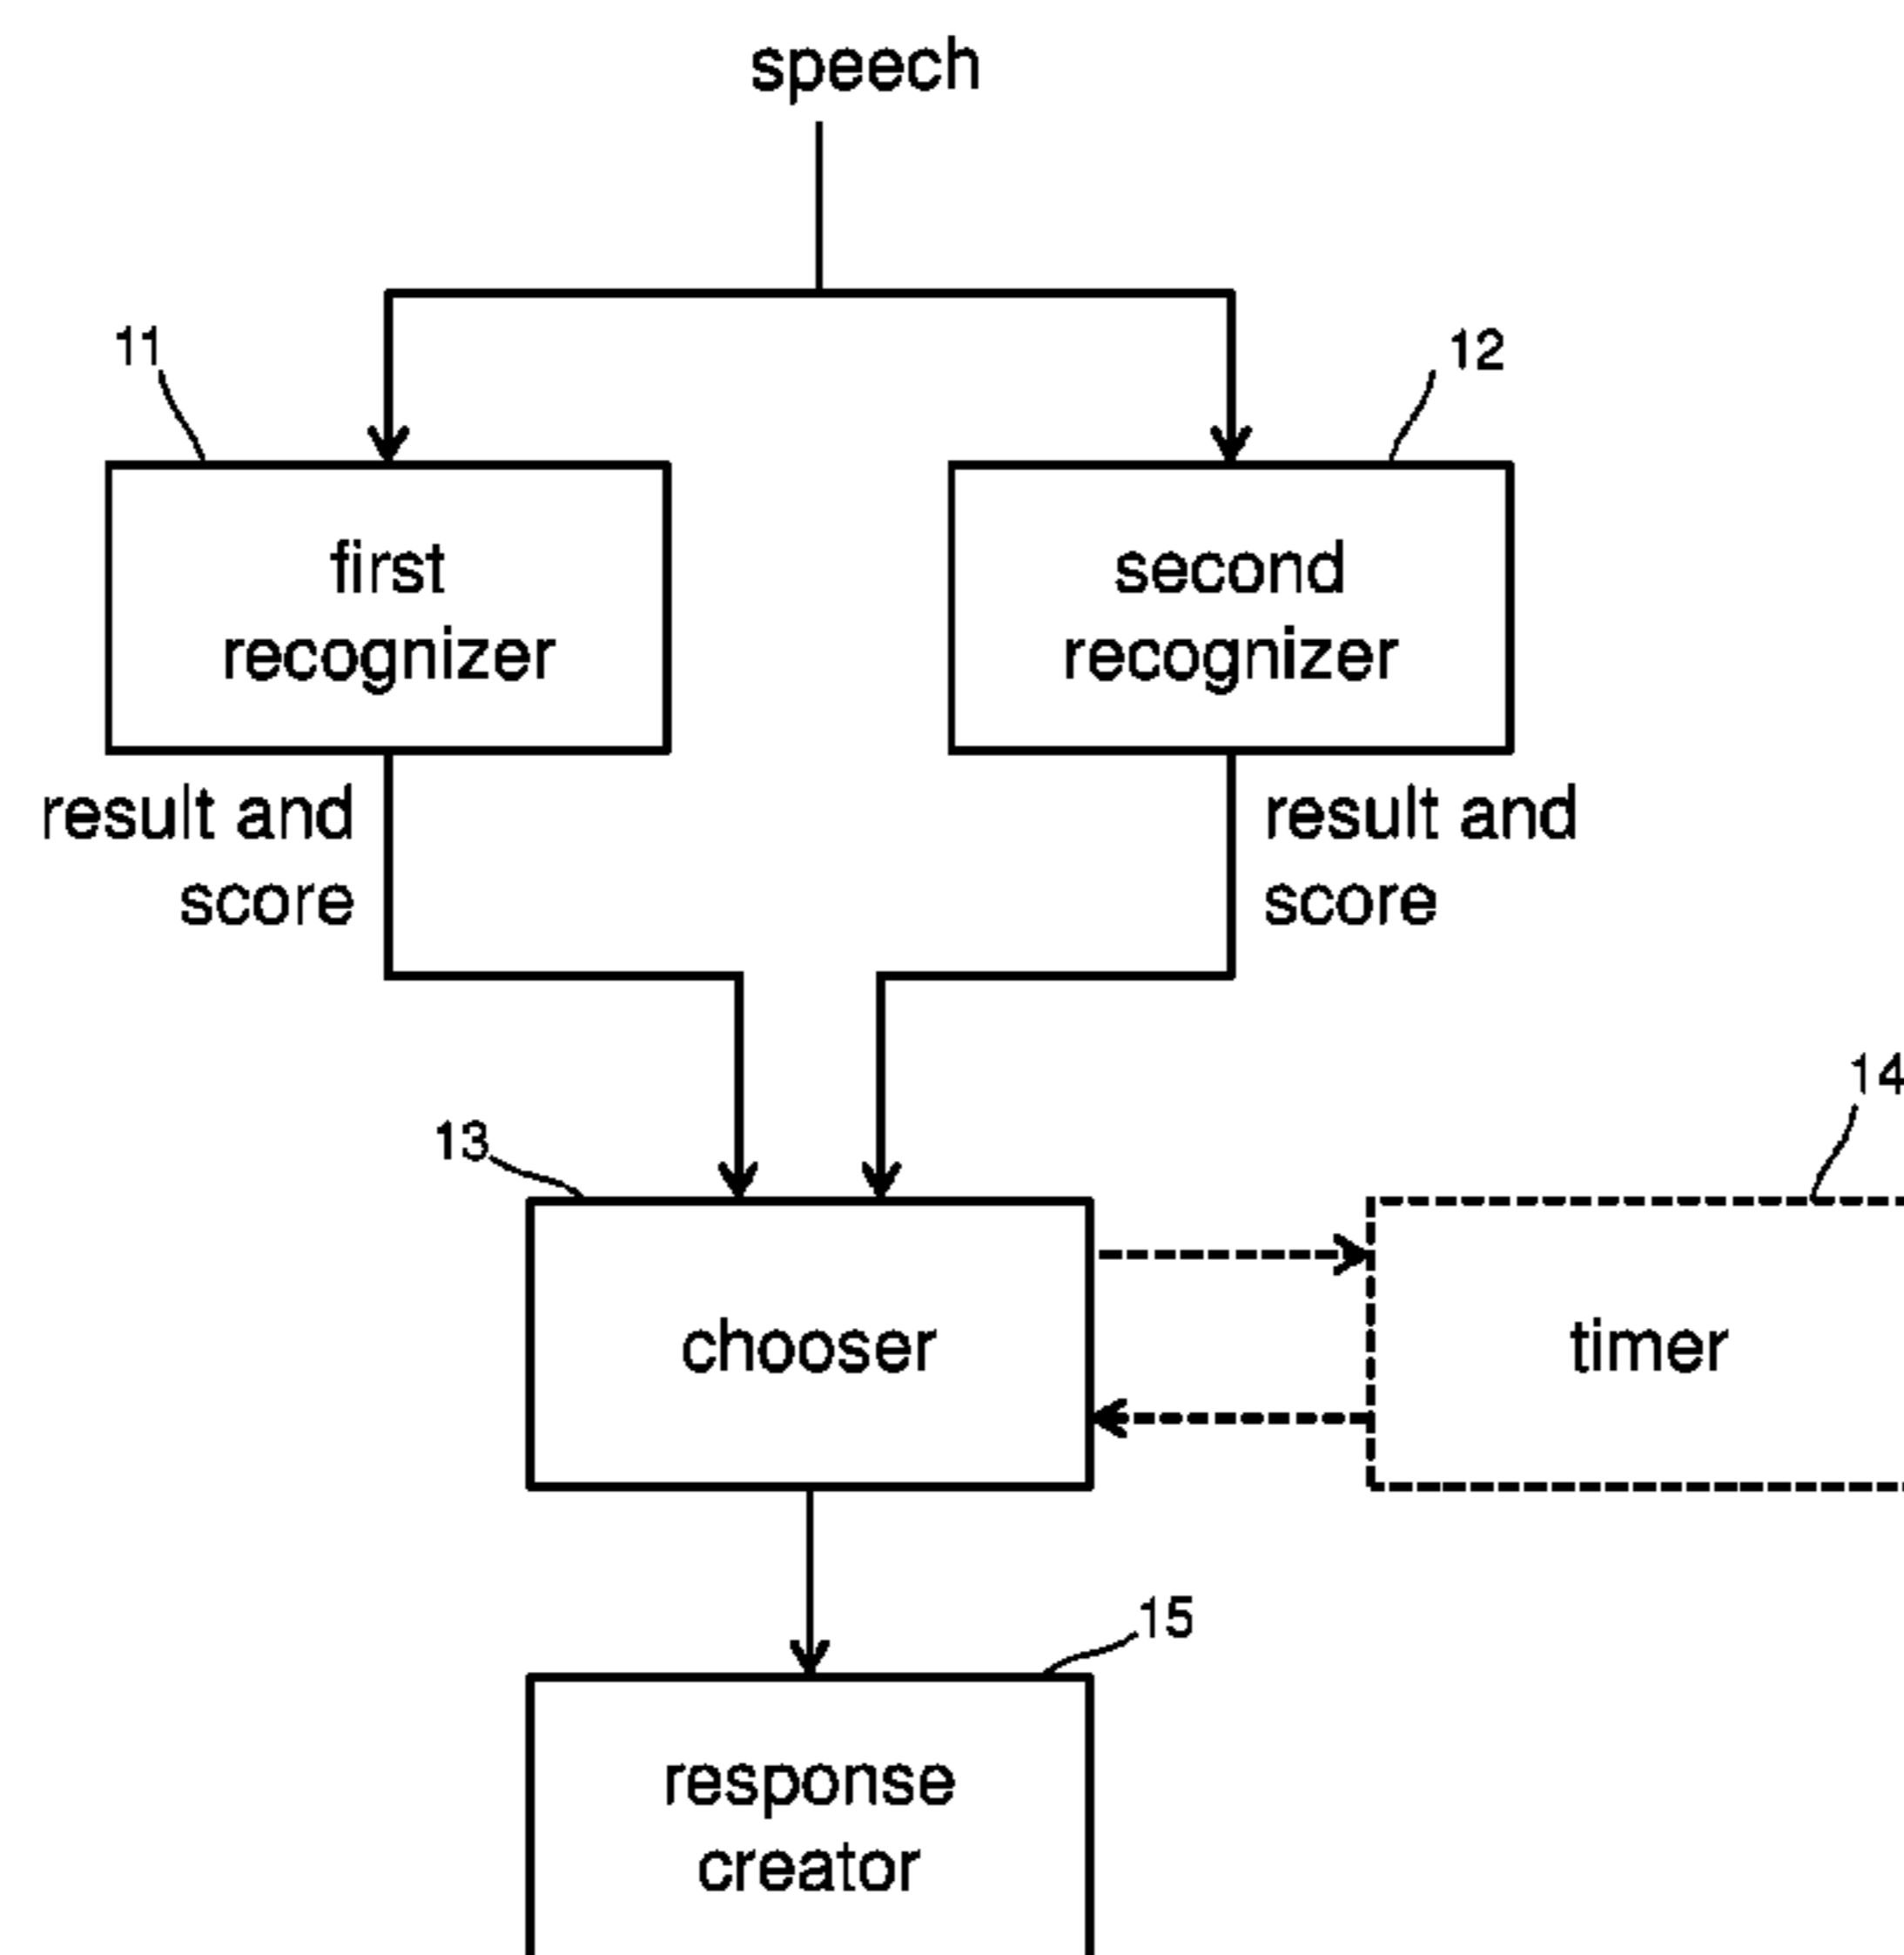 speech
11
12
first
recognizer
second
recognizer
result and
score
result and
score
14
13
chooser
timer
15
response
creator